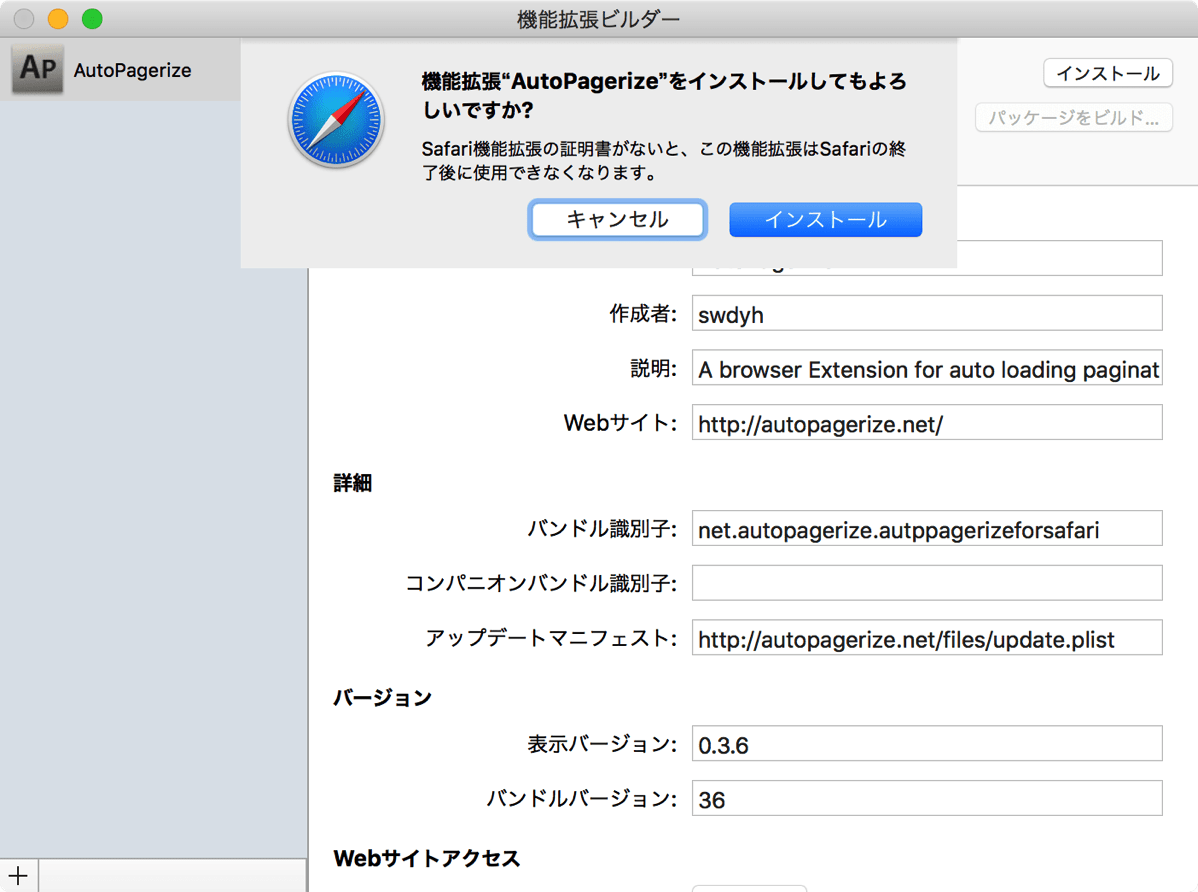 機能拡張ビルダー
AP AutoPagerize
機能拡張“AutoPagerize”をインストールしてもよろ
しいですか?
Safari機能拡張の証明書がないと、この機能拡張はSafariの終
了後に使用できなくなります。
キャンセル インストール
インストール
パッケージをビルド...
作成者: swdyh
説明: A browser Extension for auto loading paginat
Webサイト: http://autopagerize.net/
詳細
バンドル識別子: net.autopagerize.autppagerizeforsafari
コンパニオンバンドル識別子:
アップデートマニフェスト: http://autopagerize.net/files/update.plist
バージョン
表示バージョン: 0.3.6
バンドルバージョン: 36
Webサイトアクセス